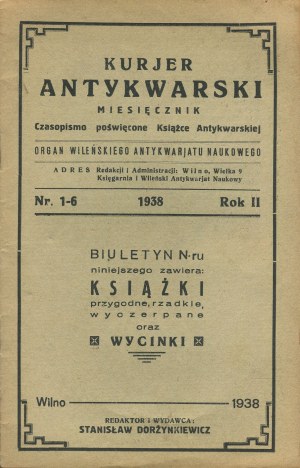 KURJER
ANTYKWARSKI
MIESIĘCZNIK
Czasopismo poświęcone Książce Antykwarskiej
ORGAN WILEŃSKIEGO ANTYKWARJATU NAUKOWEGO
ADRES Redakcji i Administracji: Wilno, Wielka 9
Księgarnia i Wileński Antykwariat Naukowy
Nr. 1-6 1938 Rok II
BIULETYN N-ru
niniejszego zawiera:
KSIĄŻKI
przygodne, rzadkie,
wyczerpane
oraz
WYCINKI
Wilno 1938
REDAKTOR i WYDAWCA:
STANISŁAW DORŻYNKIEWICZ